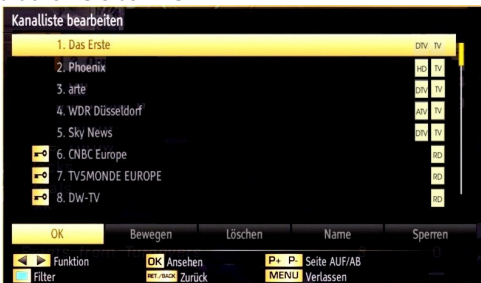 Kanalliste bearbeiten
1. Das Erste DTV TV
2. Phoenix HD TV
3. arte DTV TV
4. WDR Düsseldorf ATV TV
5. Sky News DTV TV
6. CNBC Europe RD
7. TV5MONDE EUROPE RD
8. DW-TV RD
OK Bewegen Löschen Name Sperren
Funktion OK Ansehen P+ P- Seite AUF/AB
Filter RET./BACK Zurück MENU Verlassen